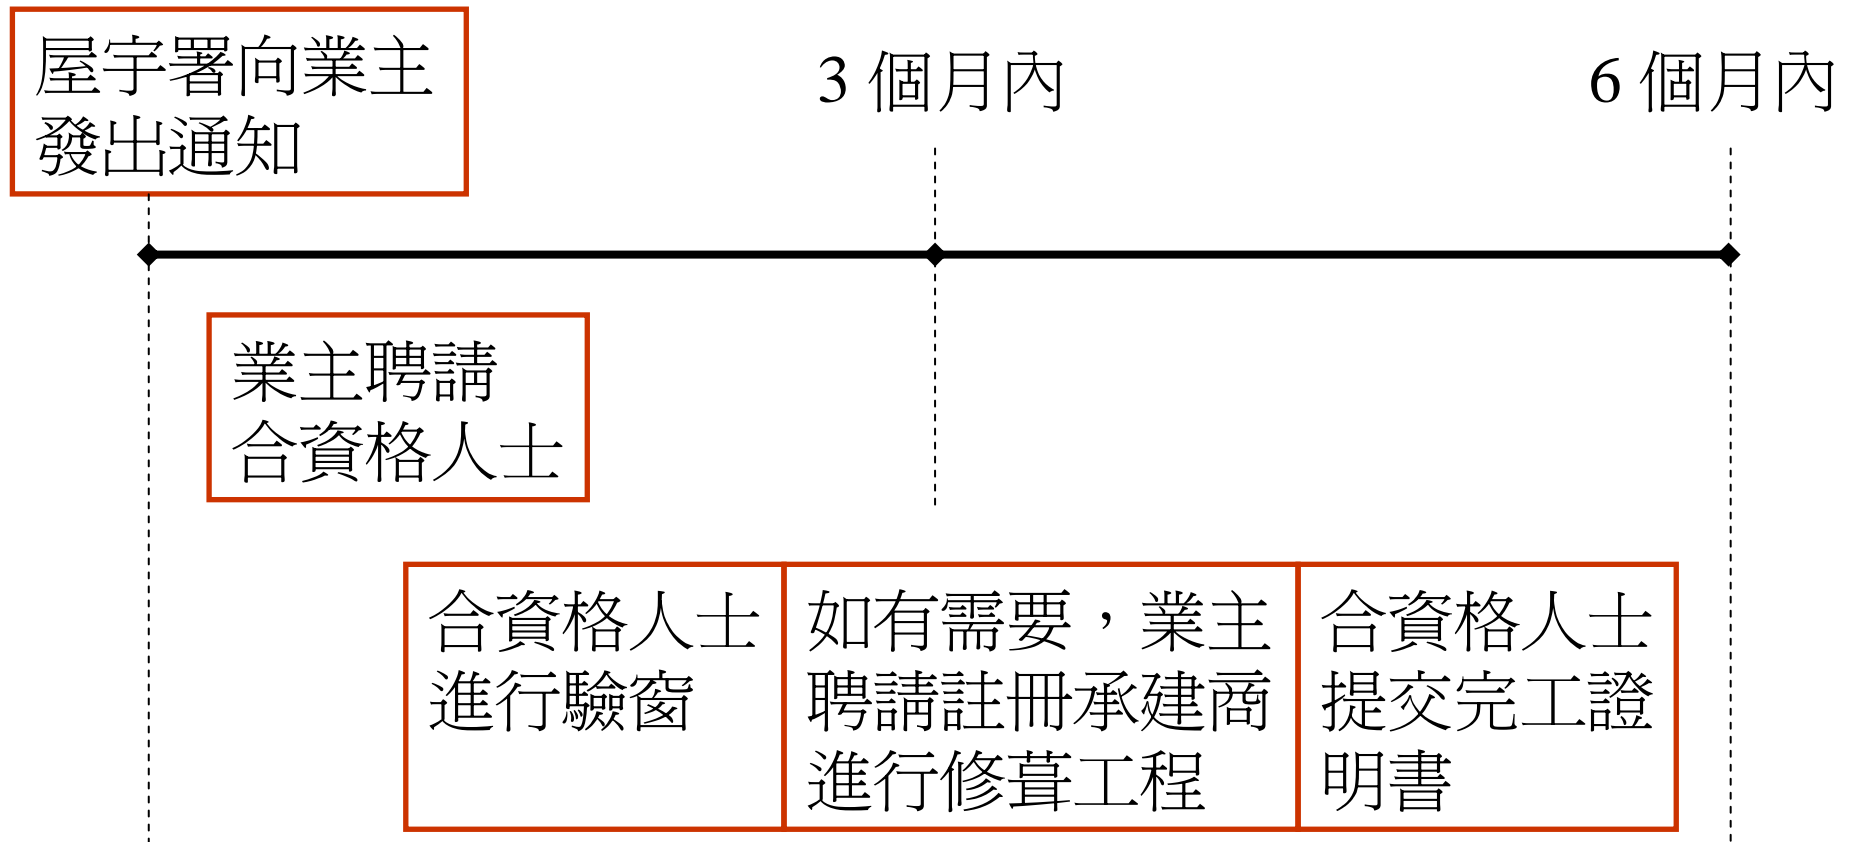 屋宇署向業主
發出通知
3 個月內
6 個月內
業主聘請
合資格人士
合資格人士
進行驗窗
如有需要，業主
聘請註冊承建商
進行修葺工程
合資格人士
提交完工證
明書